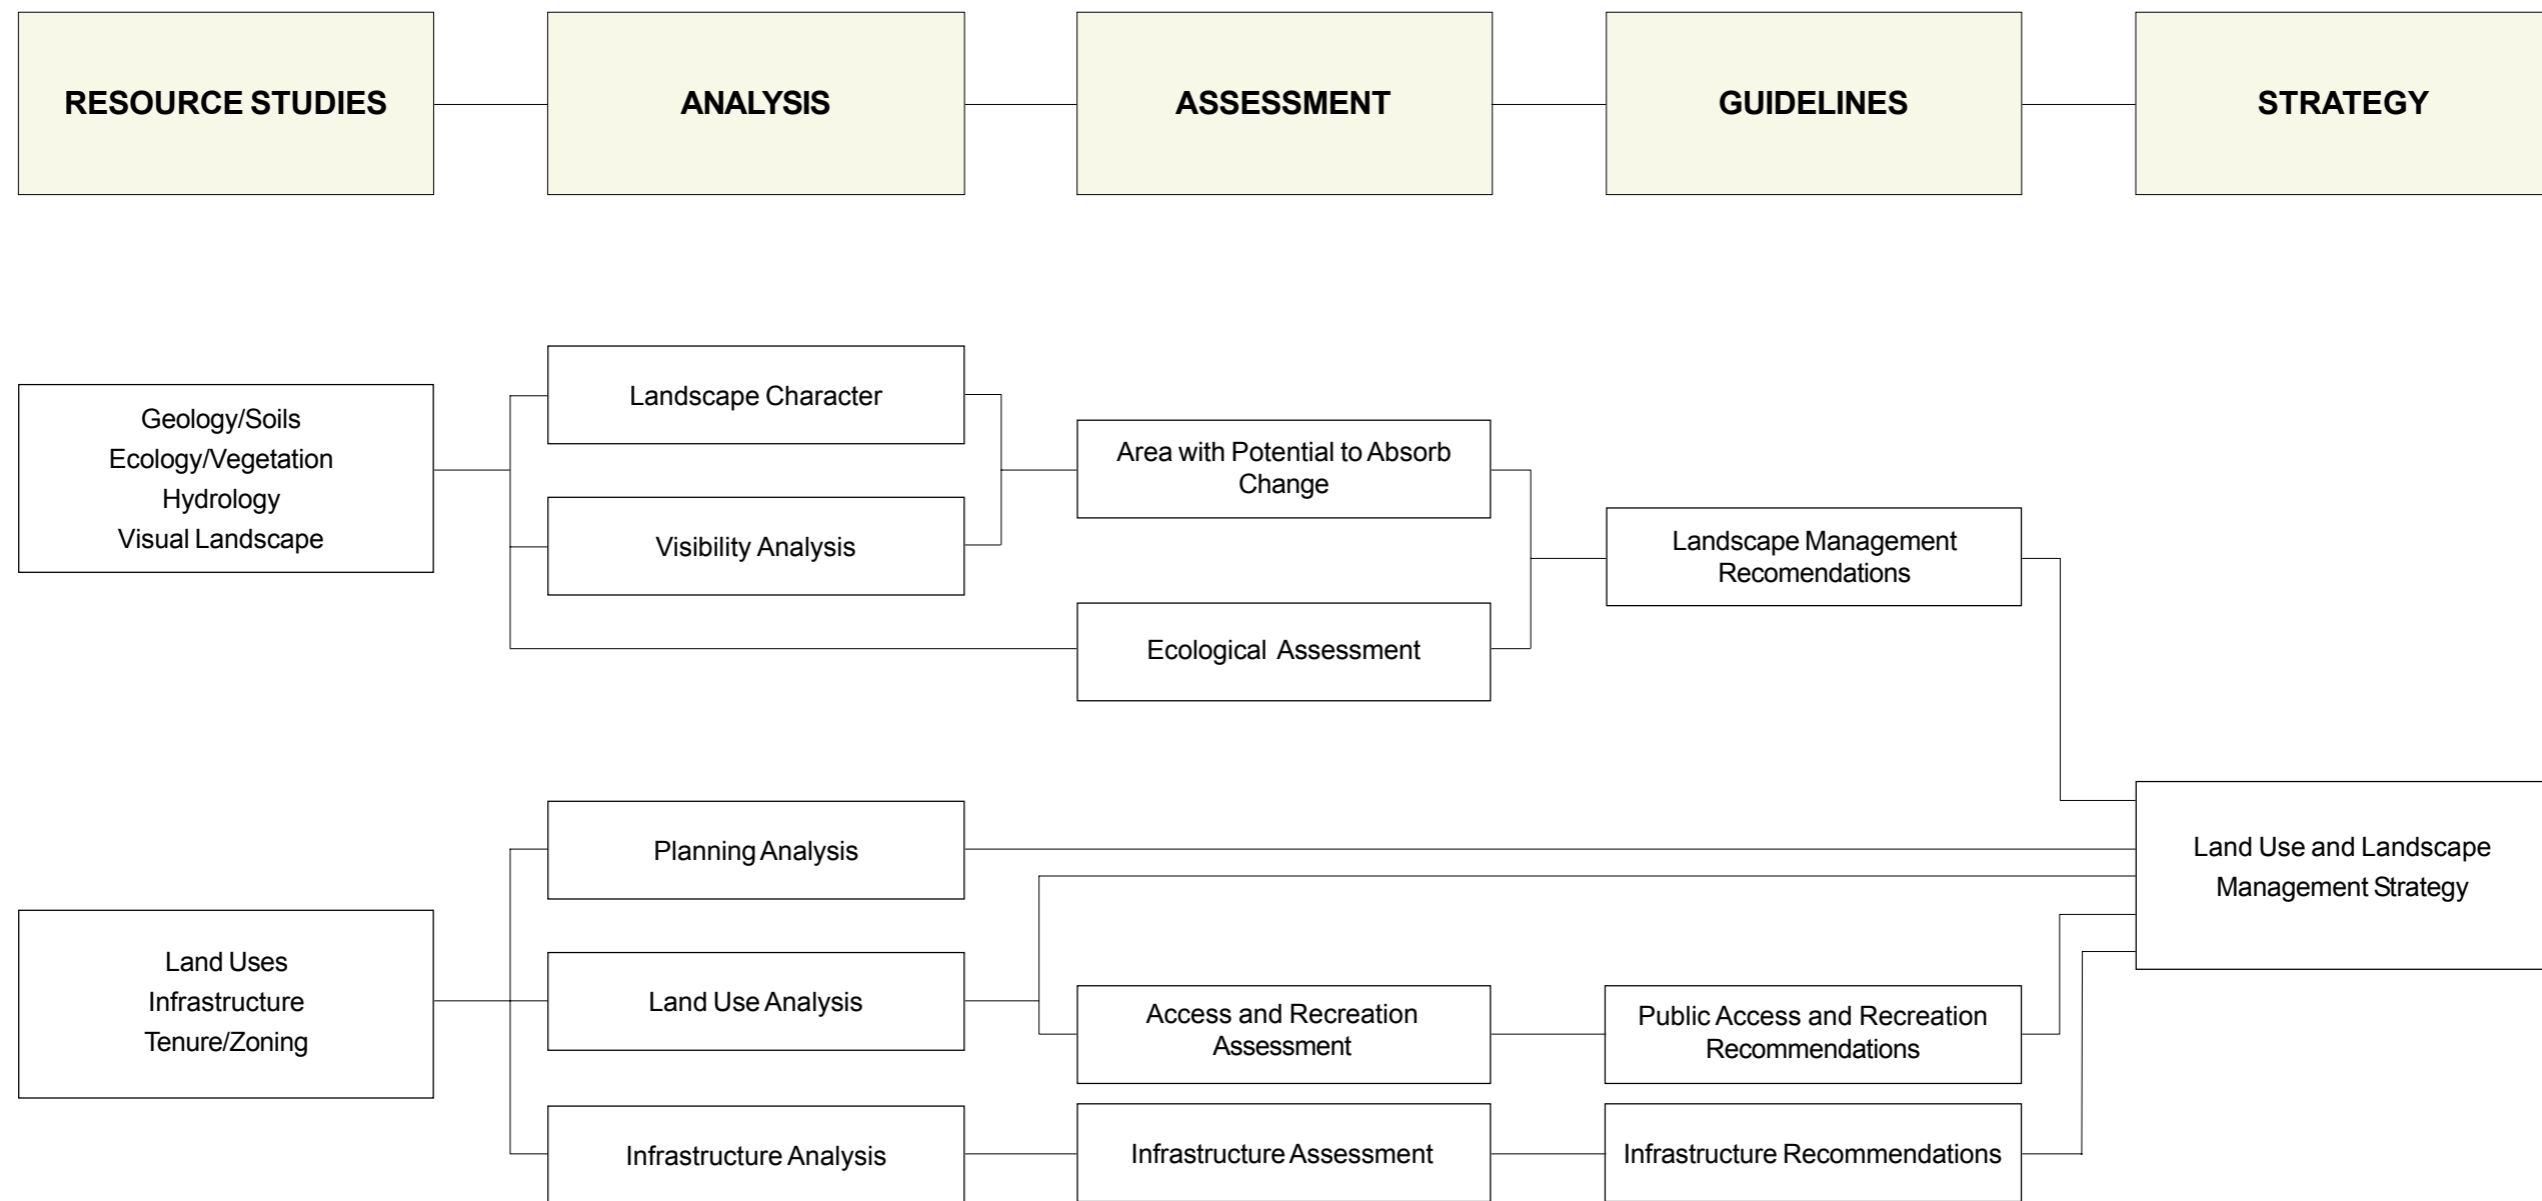 RESOURCE STUDIES
ANALYSIS
ASSESSMENT
GUIDELINES
STRATEGY
Geology/Soils
Ecology/Vegetation
Hydrology
Visual Landscape
Landscape Character
Visibility Analysis
Area with Potential to Absorb
Change
Ecological Assessment
Landscape Management
Recomendations
Land Uses
Infrastructure
Tenure/Zoning
Planning Analysis
Land Use Analysis
Infrastructure Analysis
Access and Recreation
Assessment
Infrastructure Assessment
Public Access and Recreation
Recommendations
Infrastructure Recommendations
Land Use and Landscape
Management Strategy